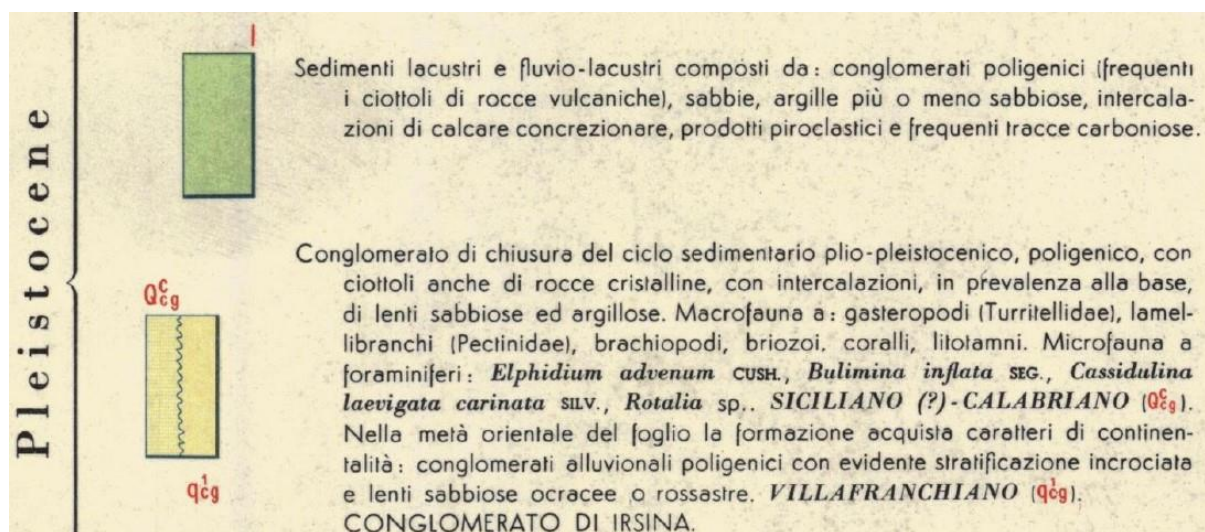 Pleistocene
l
Sedimenti lacustri e fluvio-lacustri composti da: conglomerati poligenici (frequenti
i ciottoli di rocce vulcaniche), sabbie, argille più o meno sabbiose, intercala-
zioni di calcare concrezionare, prodotti piroclastici e frequenti tracce carboniose.
Qᶜcg
q¹cg
Conglomerato di chiusura del ciclo sedimentario plio-pleistocenico, poligenico, con
ciottoli anche di rocce cristalline, con intercalazioni, in prevalenza alla base,
di lenti sabbiose ed argillose. Macrofauna a: gasteropodi (Turritellidae), lamel-
libranchi (Pectinidae), brachiopodi, briozoi. coralli, litotamni. Microfauna a
foraminiferi: Elphidium advenum CUSH., Bulimina inflata SEG., Cassidulina
laevigata carinata SILV., Rotalia sp.. SICILIANO (?)-CALABRIANO (Qᶜcg).
Nella metà orientale del foglio la formazione acquista caratteri di continen-
talità: conglomerati alluvionali poligenici con evidente stratificazione incrociata
e lenti sabbiose ocracee o rossastre. VILLAFRANCHIANO (q¹cg).
CONGLOMERATO DI IRSINA.